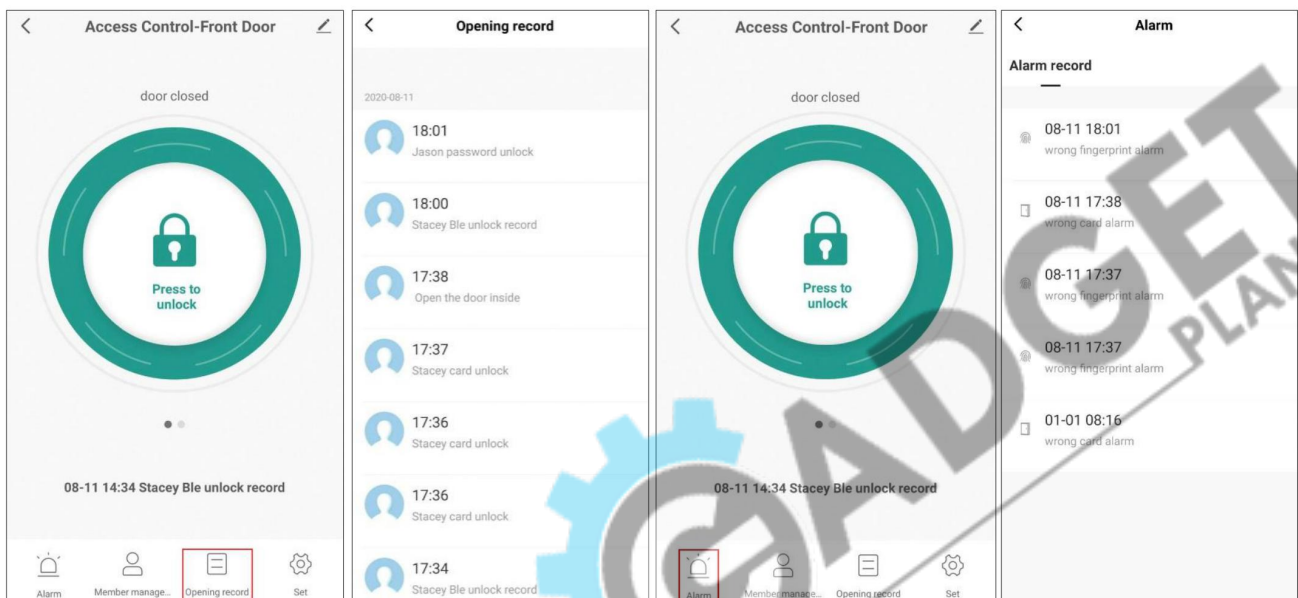 Access Control-Front Door
door closed
Press to
unlock
08-11 14:34 Stacey Ble unlock record
Alarm
Member manage...
Opening record
Set
Opening record
2020-08-11
18:01
Jason password unlock
18:00
Stacey Ble unlock record
17:38
Open the door inside
17:37
Stacey card unlock
17:36
Stacey card unlock
17:36
Stacey card unlock
17:34
Stacey Ble unlock record
Access Control-Front Door
door closed
Press to
unlock
08-11 14:34 Stacey Ble unlock record
Alarm
Member manage...
Opening record
Set
Alarm
Alarm record
08-11 18:01
wrong fingerprint alarm
08-11 17:38
wrong card alarm
08-11 17:37
wrong fingerprint alarm
08-11 17:37
wrong fingerprint alarm
01-01 08:16
wrong card alarm
GADGET
PLAN